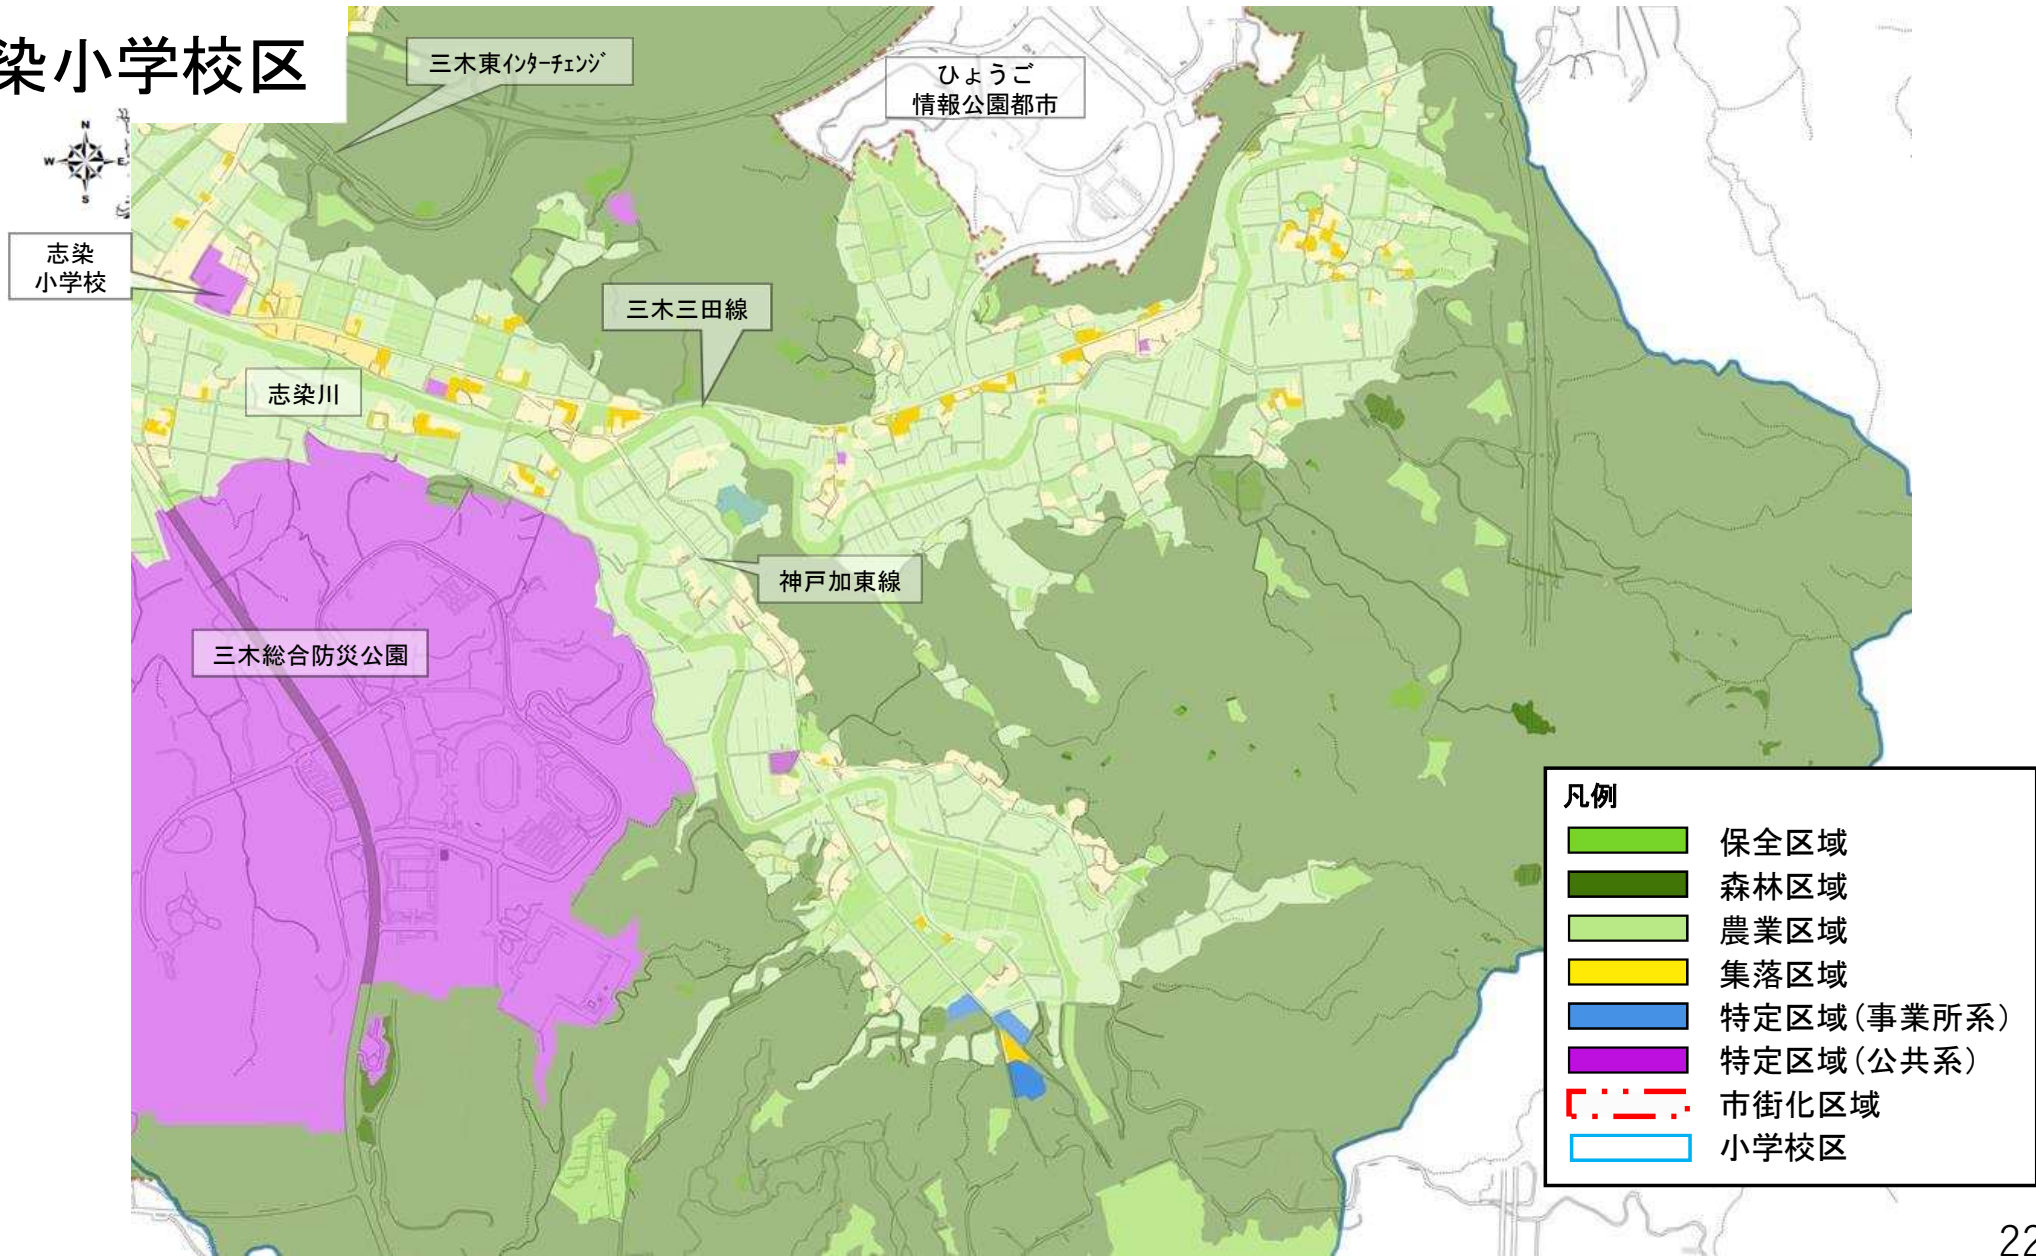 染小学校区
三木東インターチェンジ
ひょうご
情報公園都市
N
W
E
S
志染
小学校
三木三田線
志染川
神戸加東線
三木総合防災公園
凡例
保全区域
森林区域
農業区域
集落区域
特定区域（事業所系）
特定区域（公共系）
市街化区域
小学校区
22